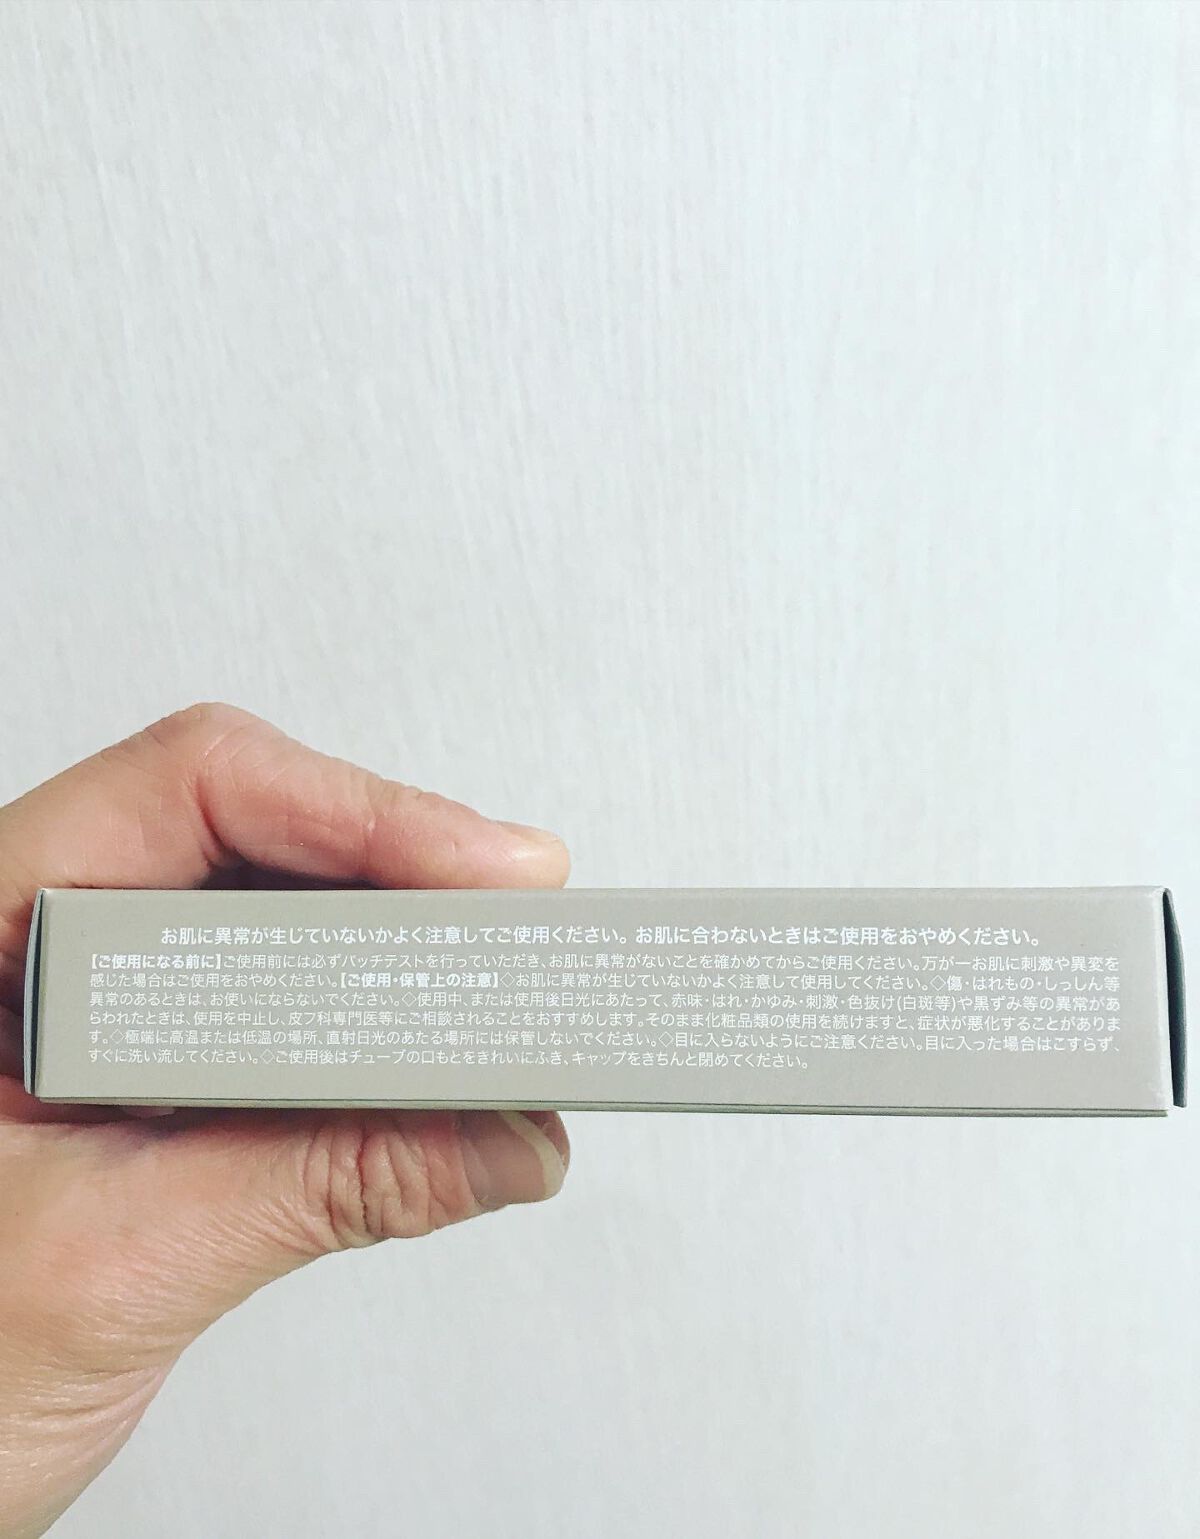 お肌に異常が生じていないかよく注意してご使用ください。お肌に合わないときはご使用をおやめください。
【ご使用になる前に】ご使用前には必ずパッチテストを行っていただき、お肌に異常がないことを確かめてからご使用ください。万が一お肌に刺激や異変を
感じた場合はご使用をおやめください。【ご使用・保管上の注意】◇お肌に異常が生じていないかよく注意して使用してください。◇傷・はれもの・しっしん等
異常のあるときは、お使いにならないでください。◇使用中、または使用後日光にあたって、赤味・はれ・かゆみ・刺激・色抜け(白斑等)や黒ずみ等の異常があ
らわれたときは、使用を中止し、皮フ科専門医等にご相談されることをおすすめします。そのまま化粧品類の使用を続けますと、症状が悪化することがありま
す。◇極端に高温または低温の場所、直射日光のあたる場所には保管しないでください。◇目に入らないようにご注意ください。目に入った場合はこすらず、
すぐに洗い流してください。◇ご使用後はチューブの口もとをきれいにふき、キャップをきちんと閉めてください。